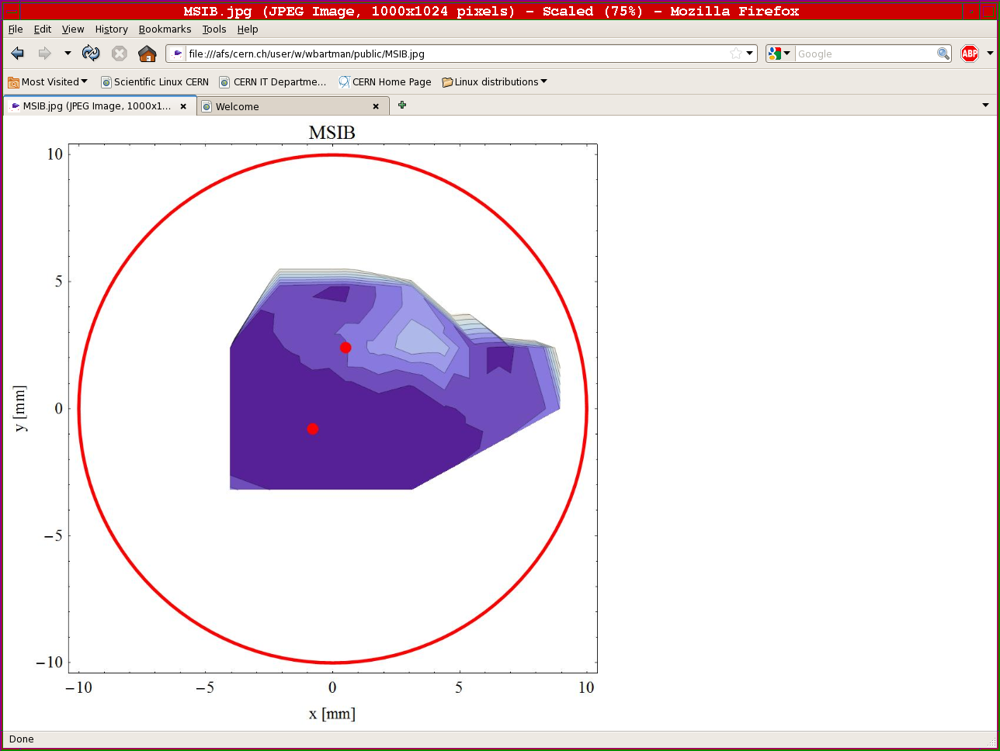 MSIB.jpg (JPEG Image, 1000x1024 pixels) – Scaled (75%) – Mozilla Firefox
File Edit View History Bookmarks Tools Help
file:///afs/cern.ch/user/w/wbartman/public/MSIB.jpg Google ABP
Most Visited Scientific Linux CERN CERN IT Departme... CERN Home Page Linux distributions
MSIB.jpg (JPEG Image, 1000x1... Welcome
MSIB
10
5
0
−5
−10
y [mm]
−10 −5 0 5 10
x [mm]
Done